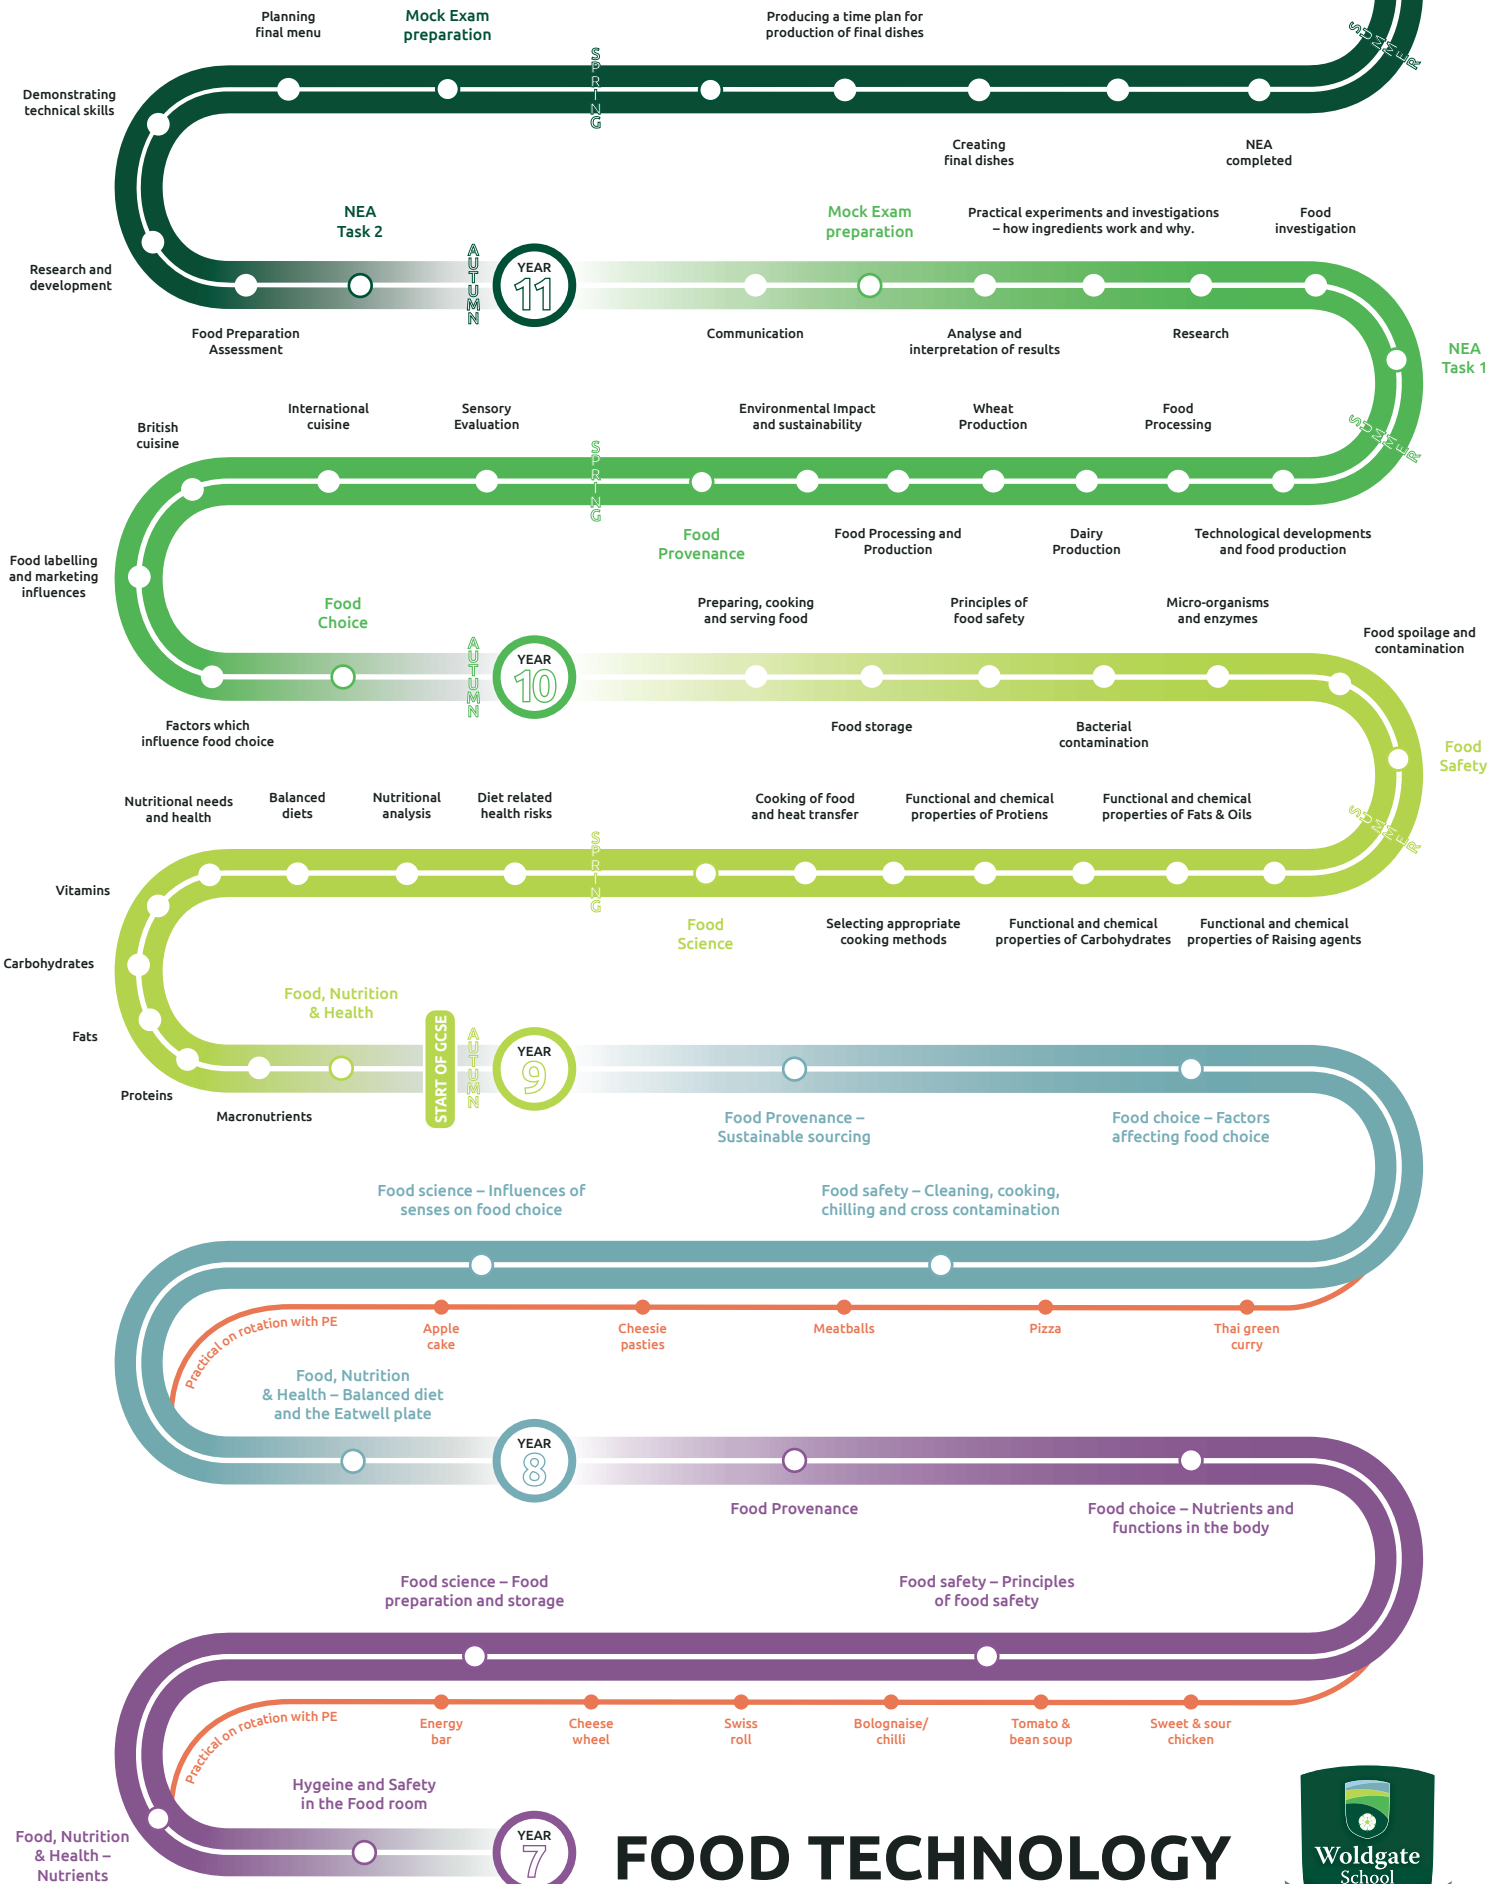 Planning
final menu
Mock Exam
preparation
Producing a time plan for
production of final dishes
SUMMER
SPRING
Demonstrating
technical skills
Creating
final dishes
NEA
completed
NEA
Task 2
Mock Exam
preparation
Practical experiments and investigations
– how ingredients work and why.
Food
investigation
Research and
development
AUTUMN
YEAR
11
Food Preparation
Assessment
Communication
Analyse and
interpretation of results
Research
NEA
Task 1
British
cuisine
International
cuisine
Sensory
Evaluation
Environmental Impact
and sustainability
Wheat
Production
Food
Processing
SUMMER
SPRING
Food
Provenance
Food Processing and
Production
Dairy
Production
Technological developments
and food production
Food labelling
and marketing
influences
Food
Choice
Preparing, cooking
and serving food
Principles of
food safety
Micro-organisms
and enzymes
Food spoilage and
contamination
AUTUMN
YEAR
10
Factors which
influence food choice
Food storage
Bacterial
contamination
Food
Safety
Nutritional needs
and health
Balanced
diets
Nutritional
analysis
Diet related
health risks
Cooking of food
and heat transfer
Functional and chemical
properties of Protiens
Functional and chemical
properties of Fats & Oils
SUMMER
SPRING
Vitamins
Food
Science
Selecting appropriate
cooking methods
Functional and chemical
properties of Carbohydrates
Functional and chemical
properties of Raising agents
Carbohydrates
Food, Nutrition
& Health
Fats
START OF GCSE
AUTUMN
YEAR
9
Proteins
Macronutrients
Food Provenance –
Sustainable sourcing
Food choice – Factors
affecting food choice
Food science – Influences of
senses on food choice
Food safety – Cleaning, cooking,
chilling and cross contamination
Practical on rotation with PE
Apple
cake
Cheesie
pasties
Meatballs
Pizza
Thai green
curry
Food, Nutrition
& Health – Balanced diet
and the Eatwell plate
YEAR
8
Food Provenance
Food choice – Nutrients and
functions in the body
Food science – Food
preparation and storage
Food safety – Principles
of food safety
Practical on rotation with PE
Energy
bar
Cheese
wheel
Swiss
roll
Bolognaise/
chilli
Tomato &
bean soup
Sweet & sour
chicken
Hygeine and Safety
in the Food room
Food, Nutrition
& Health –
Nutrients
YEAR
7
FOOD TECHNOLOGY
Woldgate
School